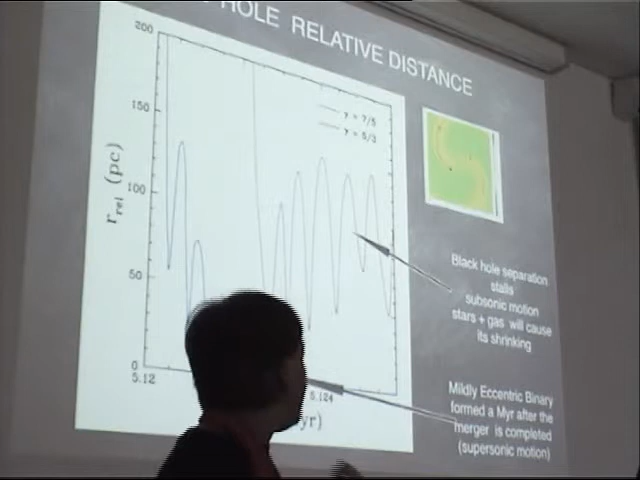 HOLE RELATIVE DISTANCE
200
150
100
50
0
r_rel (pc)
γ = 7/5
γ = 5/3
5.12
5.124
yr)
Black hole separation
stalls
subsonic motion
stars + gas will cause
its shrinking
Mildly Eccentric Binary
formed a Myr after the
merger is completed
(supersonic motion)